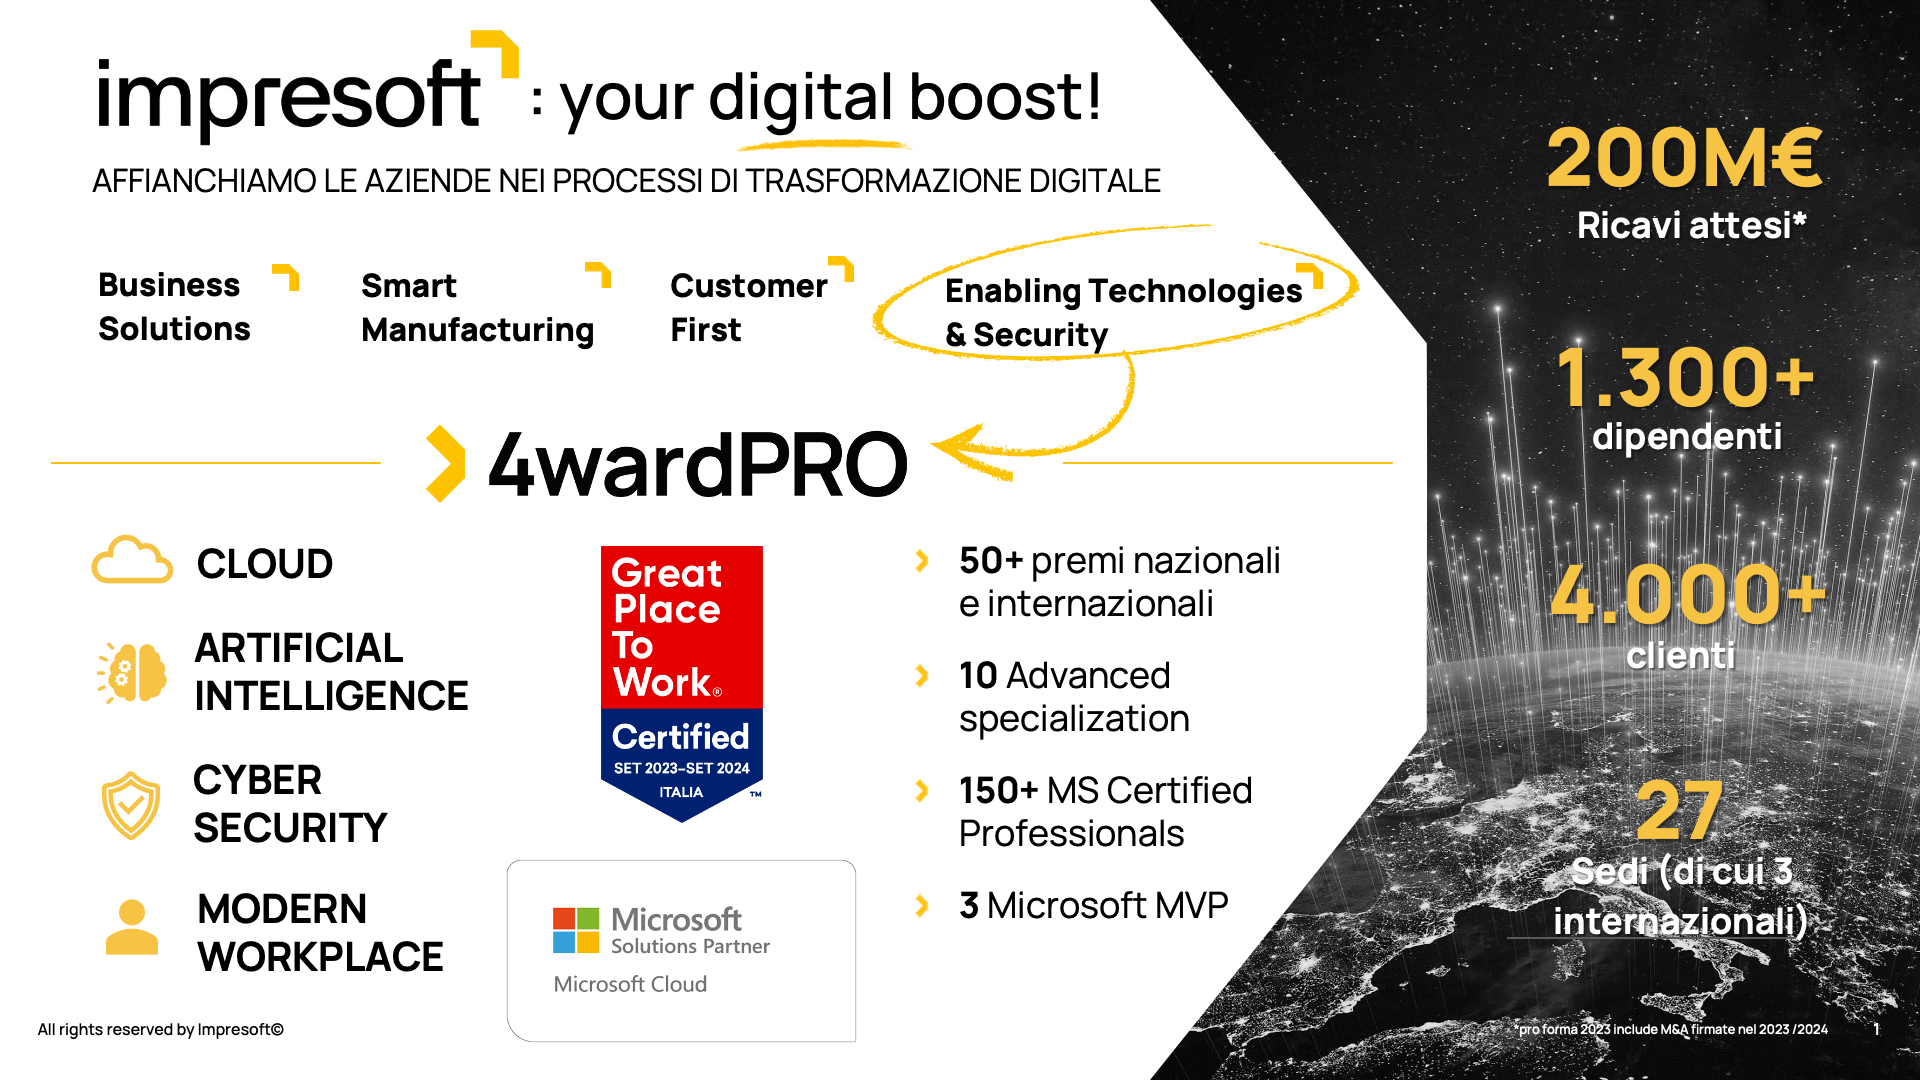 impresoft : your digital boost!
AFFIANCHIAMO LE AZIENDE NEI PROCESSI DI TRASFORMAZIONE DIGITALE
Business
Solutions
Smart
Manufacturing
Customer
First
Enabling Technologies
& Security
4wardPRO
CLOUD
ARTIFICIAL
INTELLIGENCE
CYBER
SECURITY
MODERN
WORKPLACE
Great
Place
To
Work®
Certified
SET 2023–SET 2024
ITALIA
TM
Microsoft
Solutions Partner
Microsoft Cloud
50+ premi nazionali
e internazionali
10 Advanced
specialization
150+ MS Certified
Professionals
3 Microsoft MVP
200M€
Ricavi attesi*
1.300+
dipendenti
4.000+
clienti
27
Sedi (di cui 3
internazionali)
All rights reserved by Impresoft©
*pro forma 2023 include M&A firmate nel 2023 /2024
1